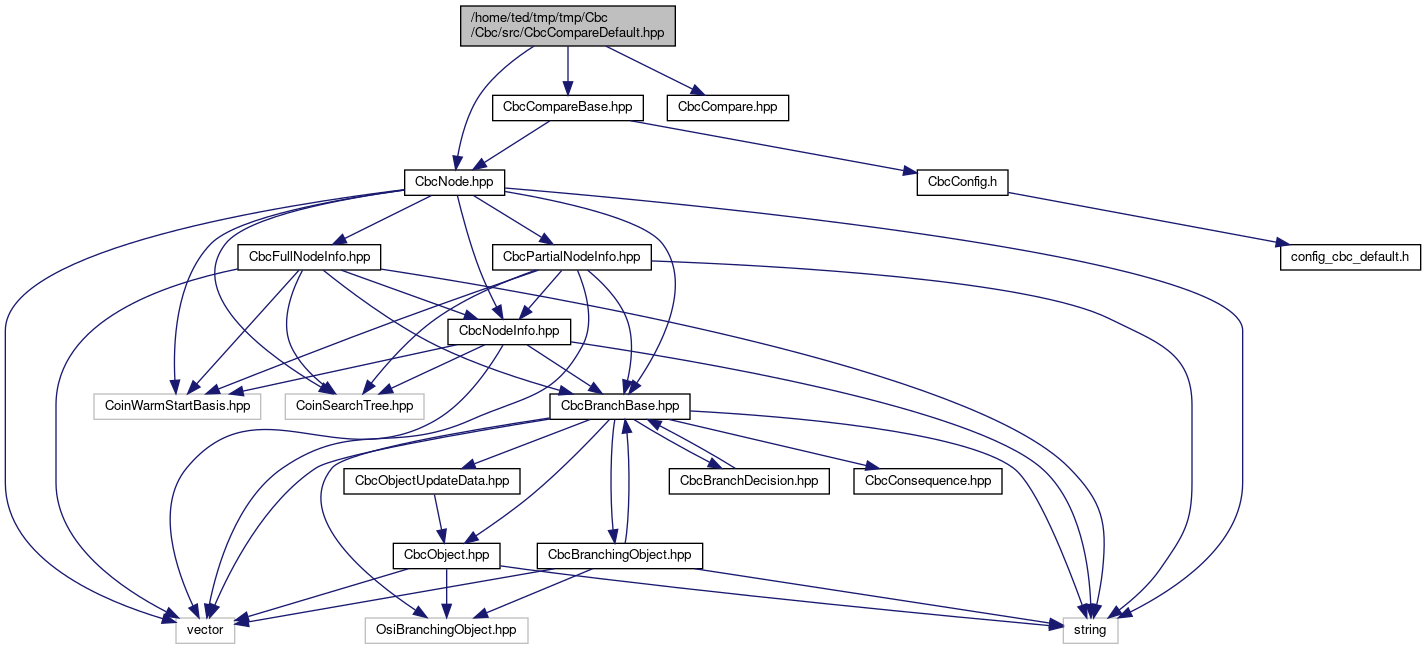 /home/ted/tmp/tmp/Cbc
/Cbc/src/CbcCompareDefault.hpp
CbcCompareBase.hpp
CbcCompare.hpp
CbcNode.hpp
CbcConfig.h
CbcFullNodeInfo.hpp
CbcPartialNodeInfo.hpp
config_cbc_default.h
CbcNodeInfo.hpp
CoinWarmStartBasis.hpp
CoinSearchTree.hpp
CbcBranchBase.hpp
CbcObjectUpdateData.hpp
CbcBranchDecision.hpp
CbcConsequence.hpp
CbcObject.hpp
CbcBranchingObject.hpp
vector
OsiBranchingObject.hpp
string